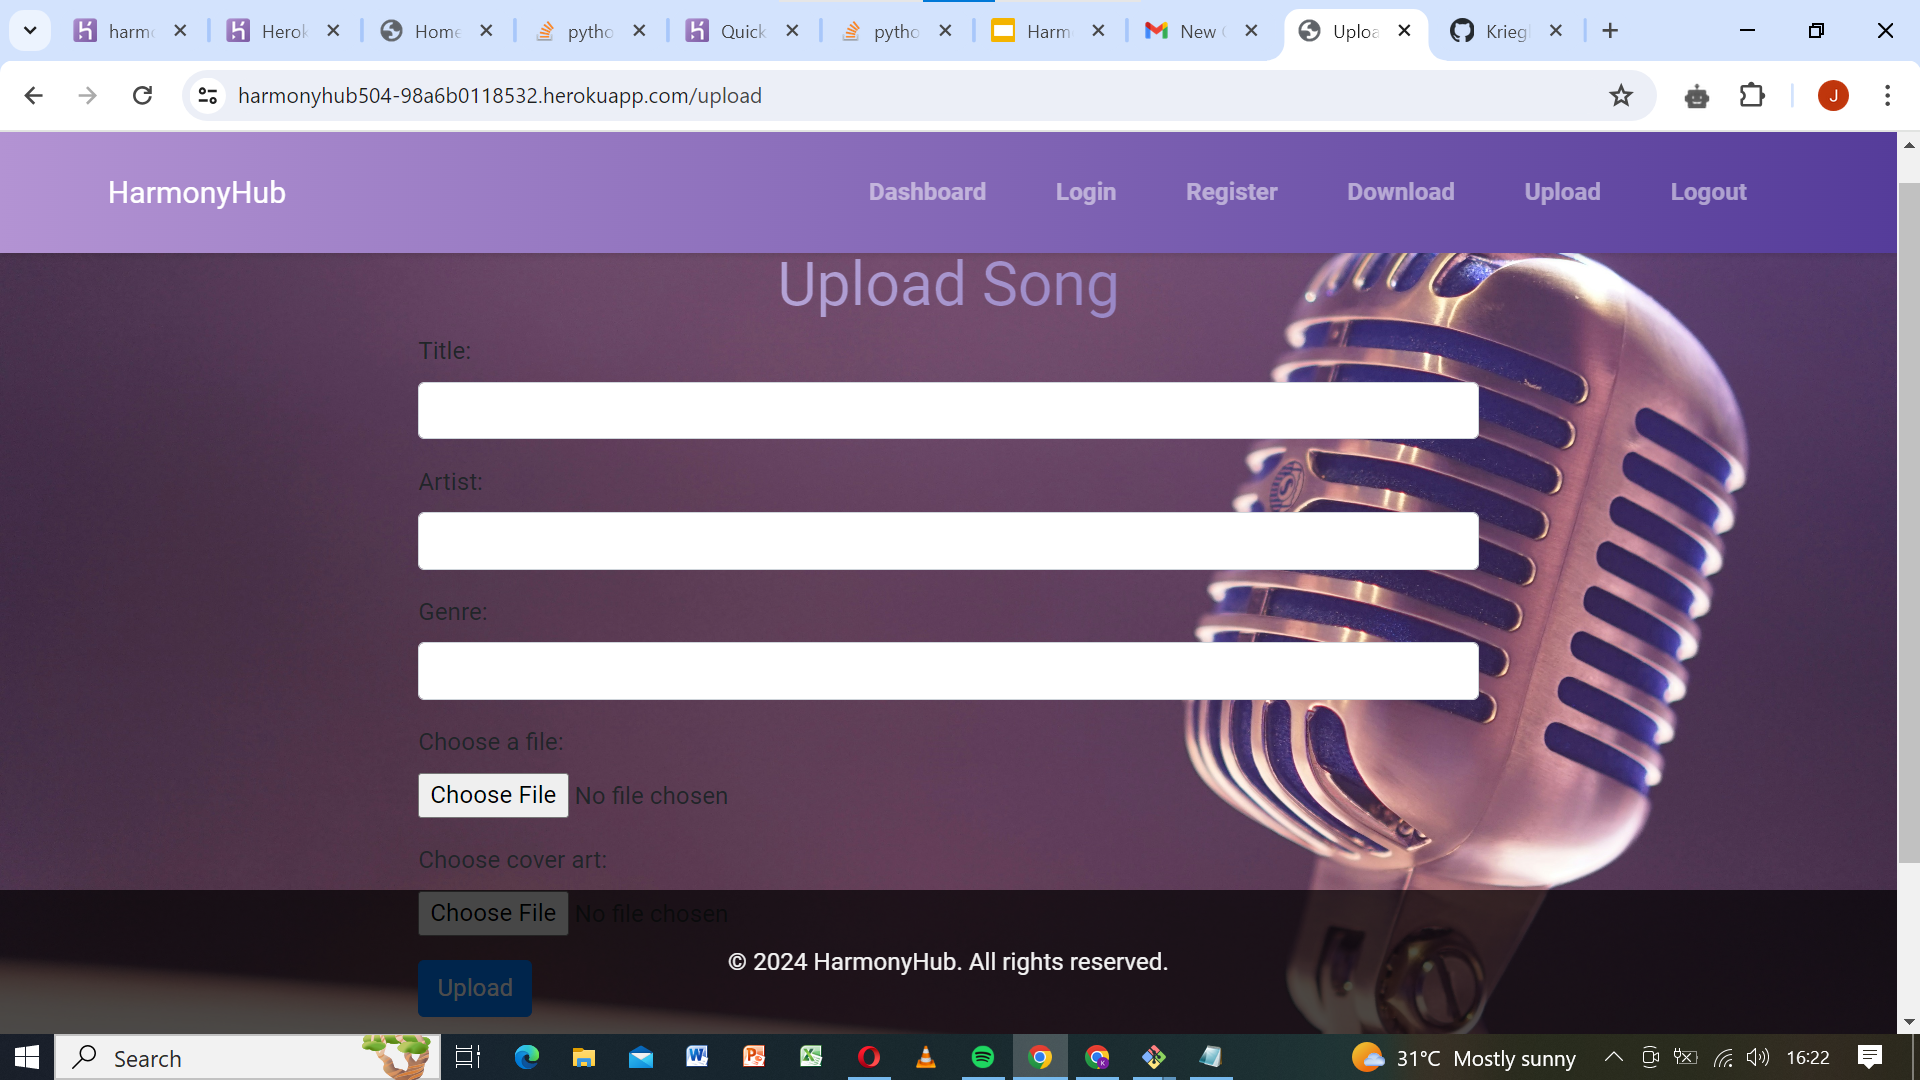 harmo
Herok
Home
pytho
Quick
pytho
Harm
New
Uploa
Kriegl
harmonyhub504-98a6b0118532.herokuapp.com/upload
J
HarmonyHub
Dashboard
Login
Register
Download
Upload
Logout
Upload Song
Title:
Artist:
Genre:
Choose a file:
Choose File No file chosen
Choose cover art:
Choose File No file chosen
© 2024 HarmonyHub. All rights reserved.
Upload
Search
31°C Mostly sunny
16:22